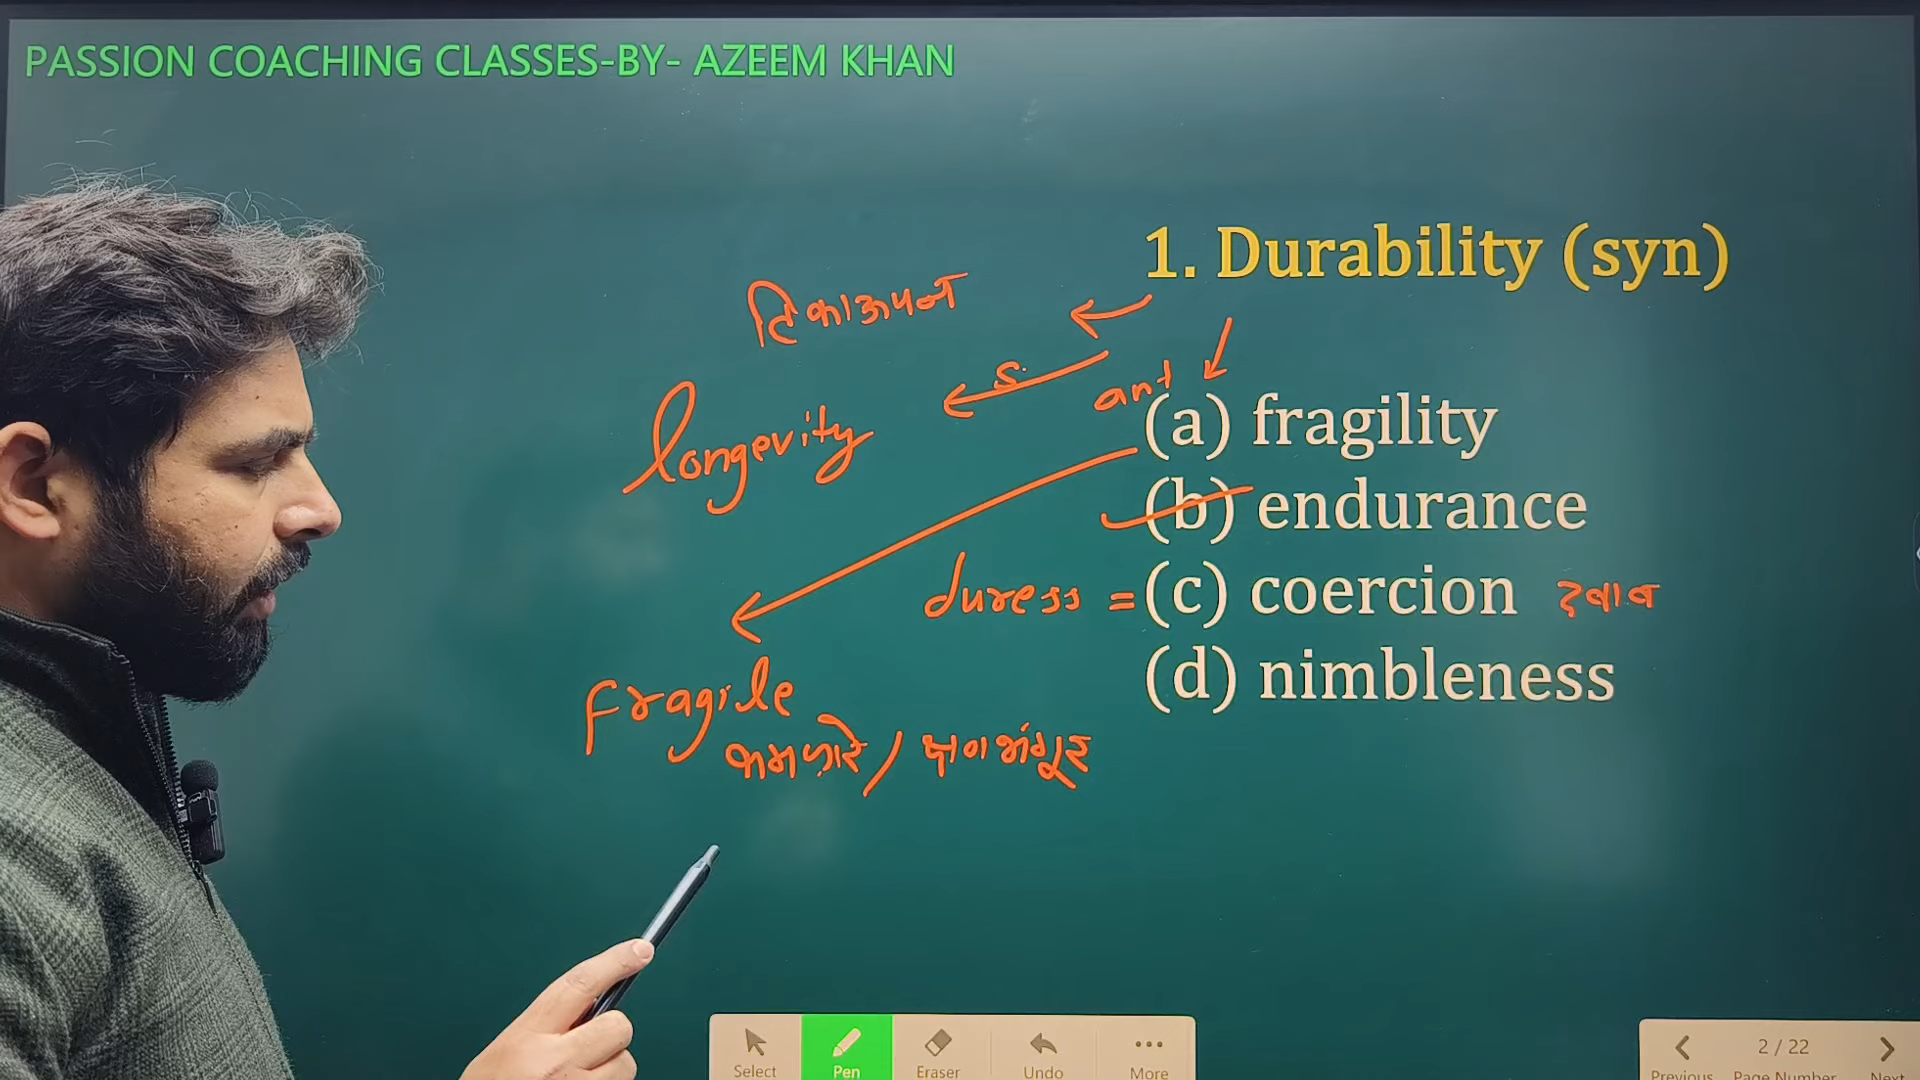 PASSION COACHING CLASSES-BY- AZEEM KHAN
1. Durability (syn)
टिकाऊपन
S.
ant
longevity
(a) fragility
(b) endurance
duress = (c) coercion दबाव
(d) nimbleness
Fragile
कमजोर / क्षणभंगूर
Select
Pen
Eraser
Undo
More
2 / 22
Previous
Page Number
Next